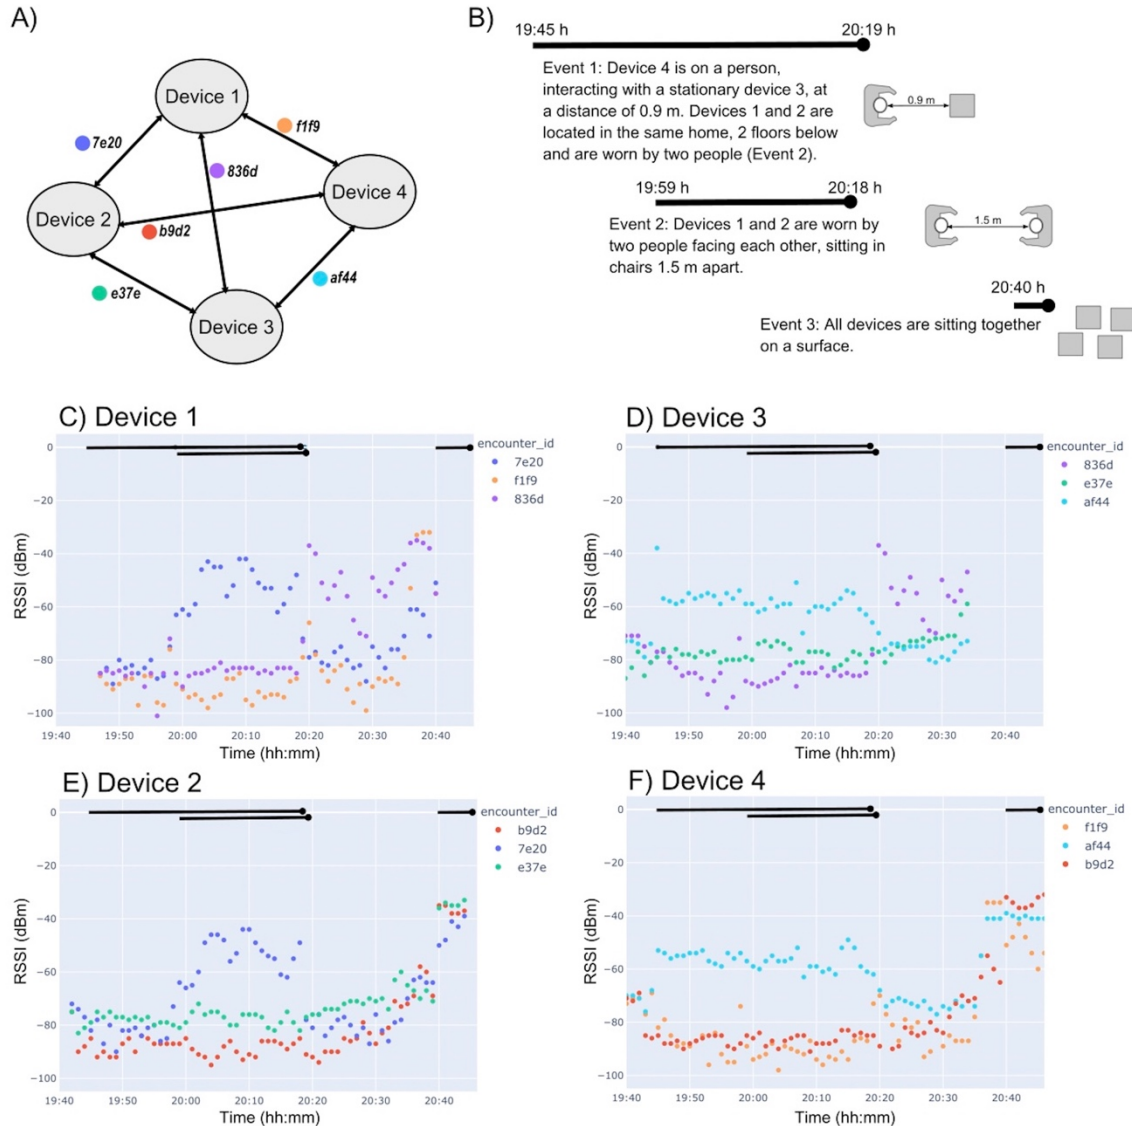 A)
Device 1
7e20
f1f9
836d
Device 4
Device 2
b9d2
e37e
af44
Device 3
B)
19:45 h
20:19 h
Event 1: Device 4 is on a person,
interacting with a stationary device 3, at
a distance of 0.9 m. Devices 1 and 2 are
located in the same home, 2 floors below
and are worn by two people (Event 2).
0.9 m
19:59 h
20:18 h
Event 2: Devices 1 and 2 are worn by
two people facing each other, sitting in
chairs 1.5 m apart.
1.5 m
20:40 h
Event 3: All devices are sitting together
on a surface.
C) Device 1
encounter_id
7e20
f1f9
836d
RSSI (dBm)
0
−20
−40
−60
−80
−100
19:40 19:50 20:00 20:10 20:20 20:30 20:40
Time (hh:mm)
D) Device 3
encounter_id
836d
e37e
af44
RSSI (dBm)
0
−20
−40
−60
−80
−100
19:40 19:50 20:00 20:10 20:20 20:30 20:40
Time (hh:mm)
E) Device 2
encounter_id
b9d2
7e20
e37e
RSSI (dBm)
0
−20
−40
−60
−80
−100
19:40 19:50 20:00 20:10 20:20 20:30 20:40
Time (hh:mm)
F) Device 4
encounter_id
f1f9
af44
b9d2
RSSI (dBm)
0
−20
−40
−60
−80
−100
19:40 19:50 20:00 20:10 20:20 20:30 20:40
Time (hh:mm)